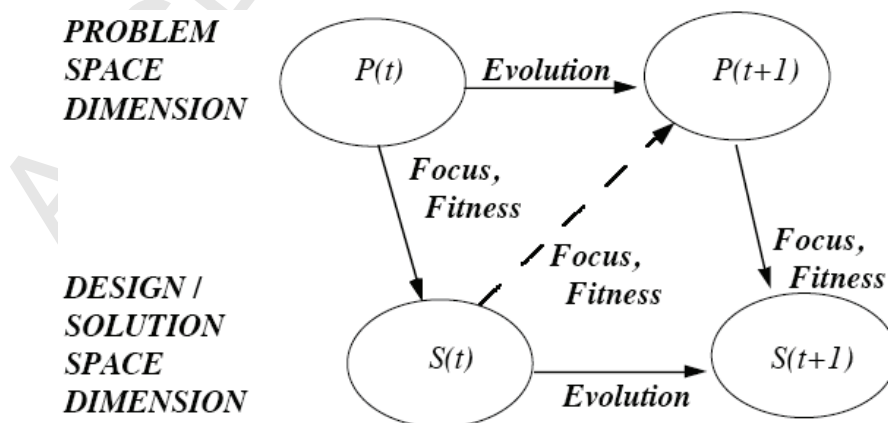 PROBLEM
SPACE
DIMENSION
P(t)
Evolution
P(t+1)
Focus,
Fitness
Focus,
Fitness
Focus,
Fitness
DESIGN /
SOLUTION
SPACE
DIMENSION
S(t)
Evolution
S(t+1)